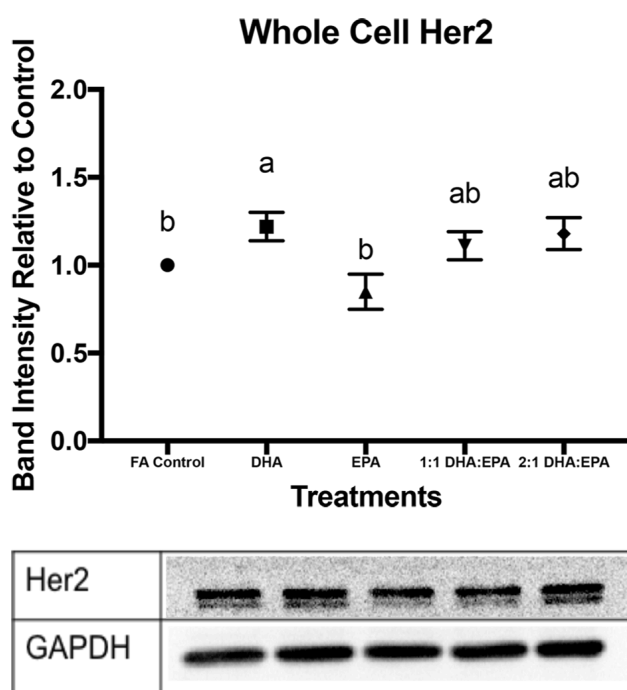 Whole Cell Her2
Band Intensity Relative to Control
2.0
1.5
1.0
0.5
0.0
b
a
b
ab
ab
FA Control DHA EPA 1:1 DHA:EPA 2:1 DHA:EPA
Treatments
Her2
GAPDH